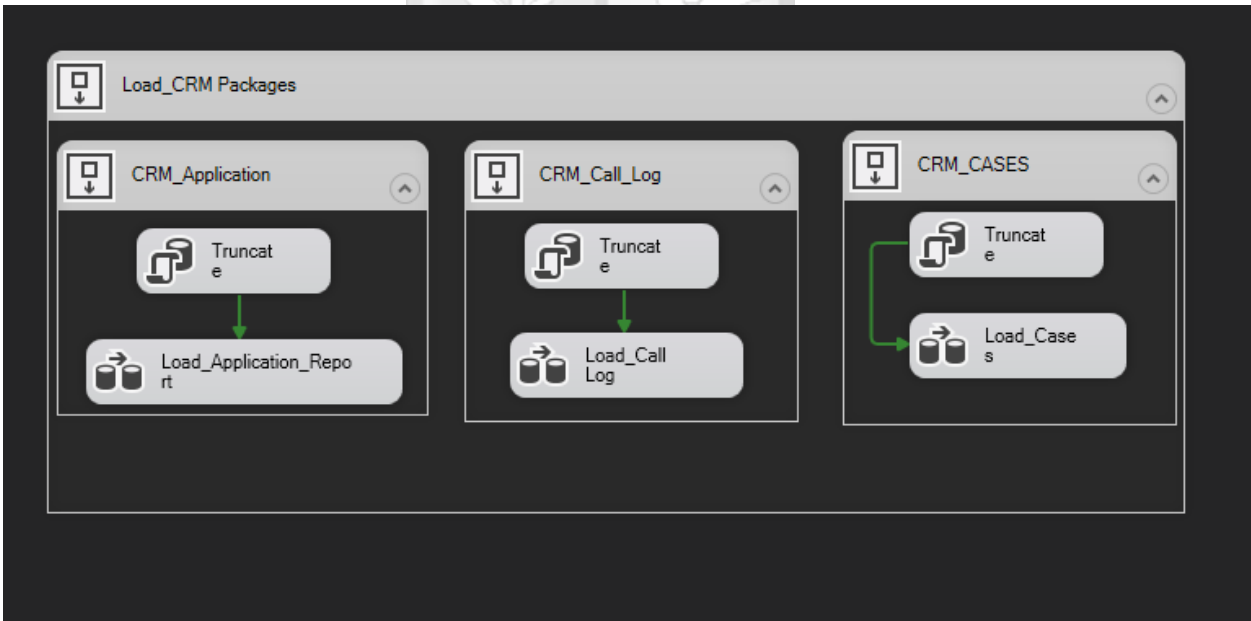 Load_CRM Packages
CRM_Application
Truncat
e
Load_Application_Repo
rt
CRM_Call_Log
Truncat
e
Load_Call
Log
CRM_CASES
Truncat
e
Load_Case
s